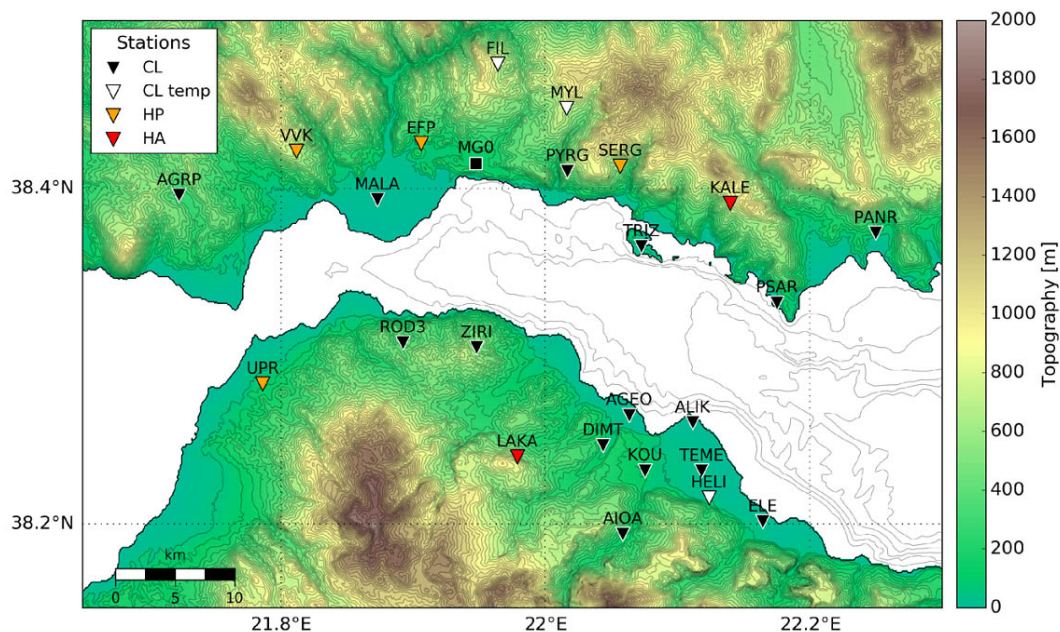 Stations
CL
CL temp
HP
HA
FIL
MYL
VVK
EFP
MG0
PYRG
SERG
AGRP
MALA
KALE
PANR
TRIZ
PSAR
ROD3
ZIRI
UPR
AGEO
ALIK
DIMT
LAKA
KOU
TEME
HELI
ELE
AIOA
38.4°N
38.2°N
km
0 5 10
21.8°E 22°E 22.2°E
2000
1800
1600
1400
1200
1000
800
600
400
200
0
Topography [m]